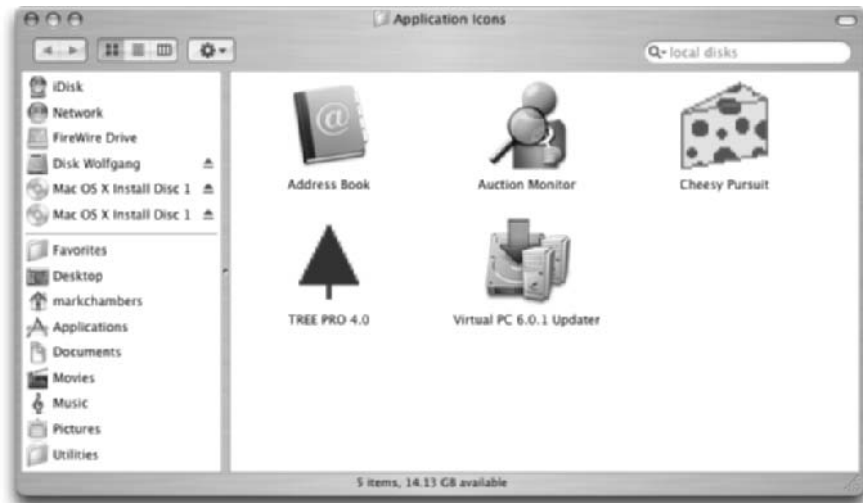 Application Icons
local disks
iDisk
Network
FireWire Drive
Disk Wolfgang
Mac OS X Install Disc 1
Mac OS X Install Disc 1
Favorites
Desktop
markchambers
Applications
Documents
Movies
Music
Pictures
Utilities
@
Address Book
Auction Monitor
Cheesy Pursuit
TREE PRO 4.0
Virtual PC 6.0.1 Updater
5 items, 14.13 GB available